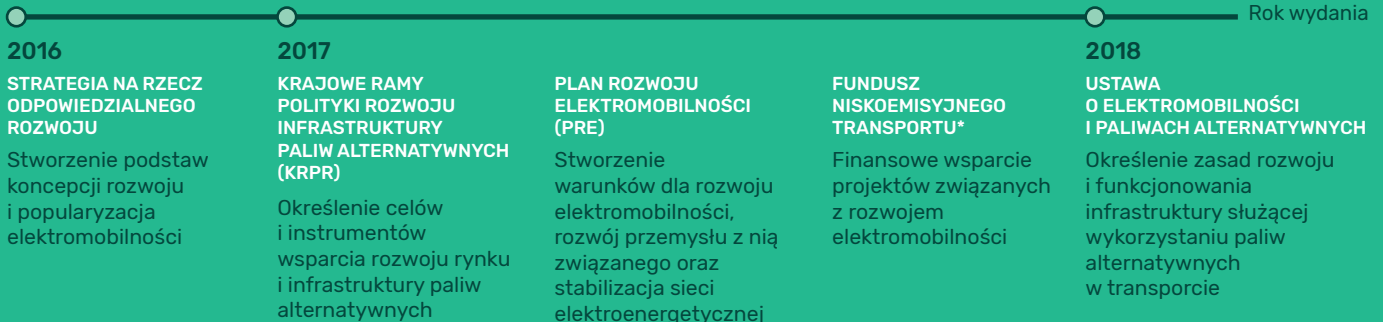 Rok wydania
2016
STRATEGIA NA RZECZ
ODPOWIEDZIALNEGO
ROZWOJU
Stworzenie podstaw
koncepcji rozwoju
i popularyzacja
elektromobilności
2017
KRAJOWE RAMY
POLITYKI ROZWOJU
INFRASTRUKTURY
PALIW ALTERNATYWNYCH
(KRPR)
Określenie celów
i instrumentów
wsparcia rozwoju rynku
i infrastruktury paliw
alternatywnych
PLAN ROZWOJU
ELEKTROMOBILNOŚCI
(PRE)
Stworzenie
warunków dla rozwoju
elektromobilności,
rozwój przemysłu z nią
związanego oraz
stabilizacja sieci
elektroenergetycznej
FUNDUSZ
NISKOEMISYJNEGO
TRANSPORTU*
Finansowe wsparcie
projektów związanych
z rozwojem
elektromobilności
2018
USTAWA
O ELEKTROMOBILNOŚCI
I PALIWACH ALTERNATYWNYCH
Określenie zasad rozwoju
i funkcjonowania
infrastruktury służącej
wykorzystaniu paliw
alternatywnych
w transporcie